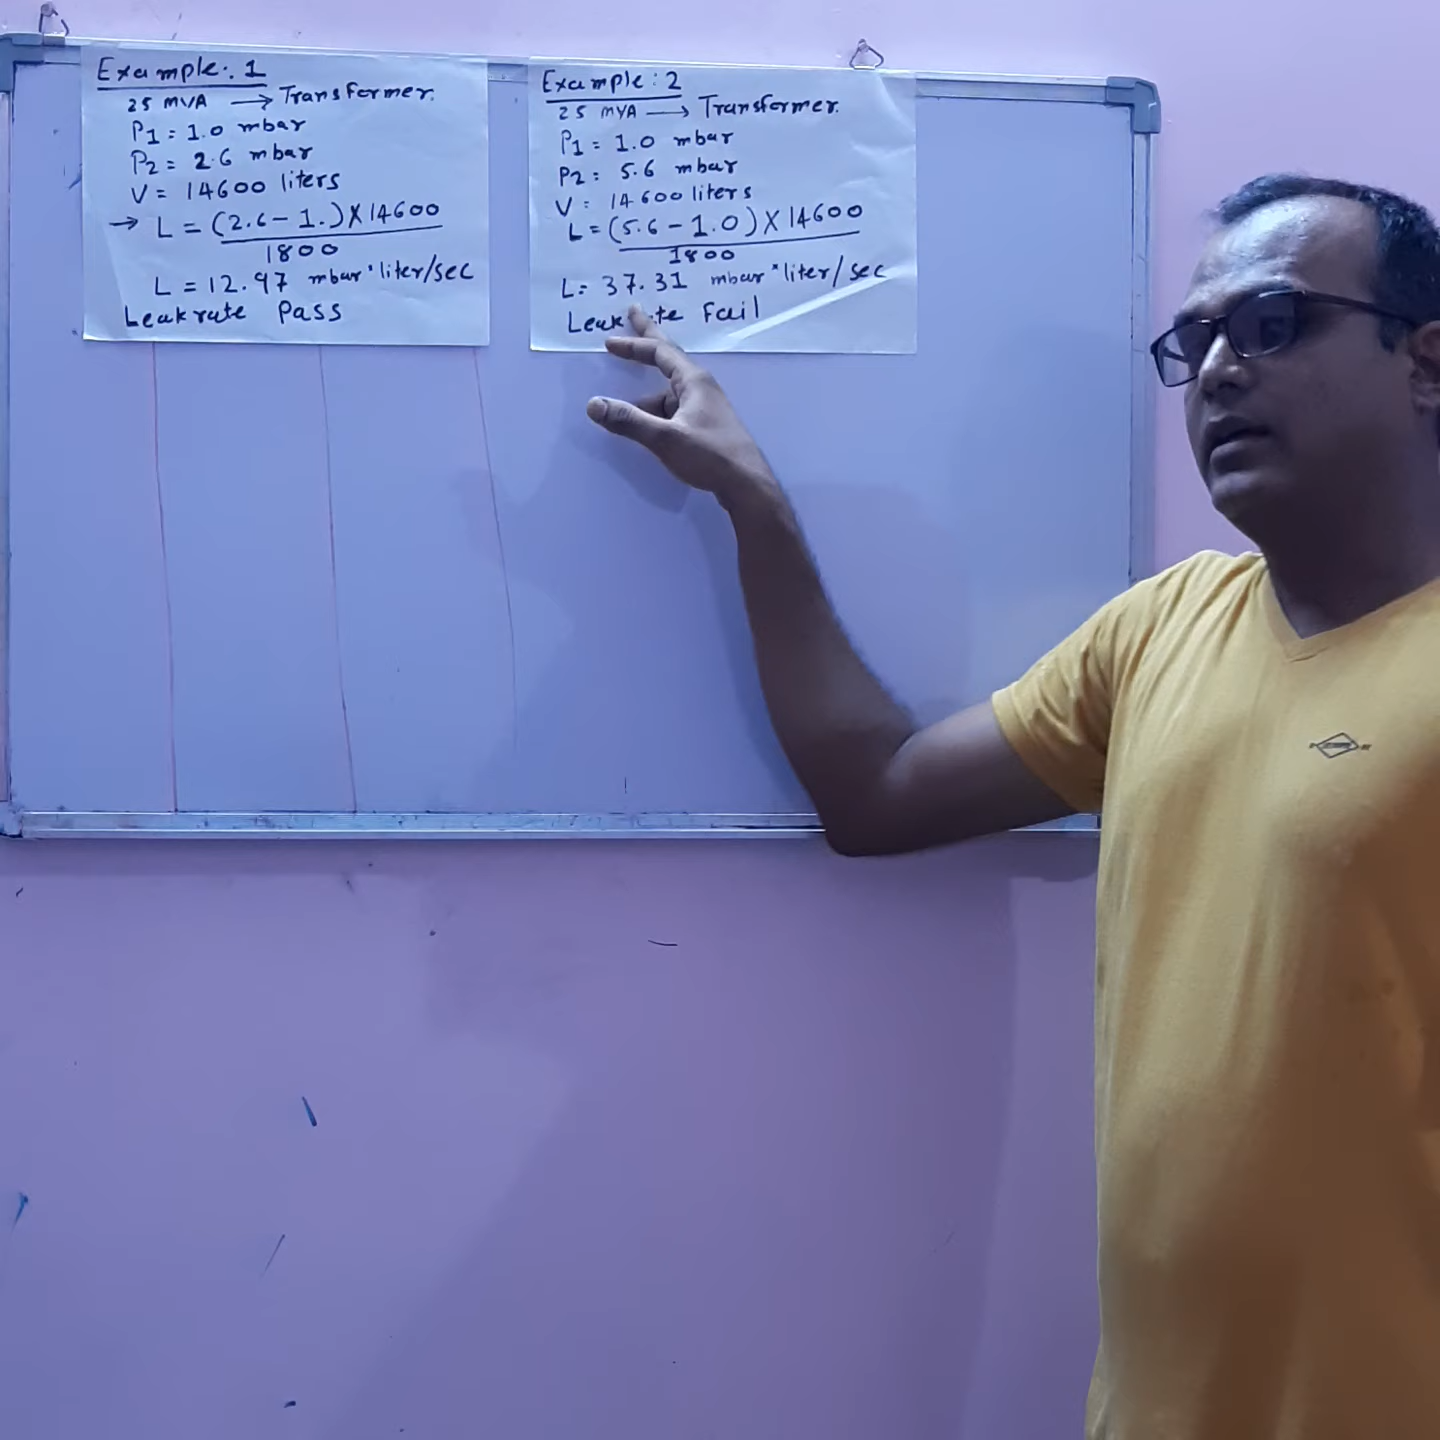 Example:. 1
25 MVA → Transformer.
P1 = 1.0 mbar
P2 = 2.6 mbar
V = 14600 liters
→ L = (2.6 - 1.) X 14600
1800
L = 12.97 mbar * liter/sec
Leakrate Pass
Example: 2
25 MVA → Transformer.
P1 = 1.0 mbar
P2 = 5.6 mbar
V = 14600 liters
L = (5.6 - 1.0) X 14600
1800
L = 37.31 mbar * liter/sec
Leakrate Fail